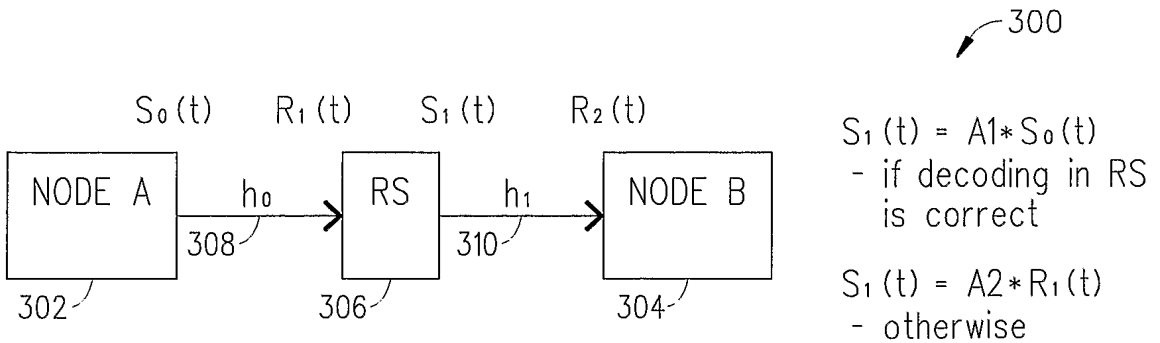 300
S₀(t) R₁(t) S₁(t) R₂(t)
NODE A h₀ RS h₁ NODE B
308 310
302 306 304
S₁(t) = A1*S₀(t)
- if decoding in RS
is correct
S₁(t) = A2*R₁(t)
- otherwise